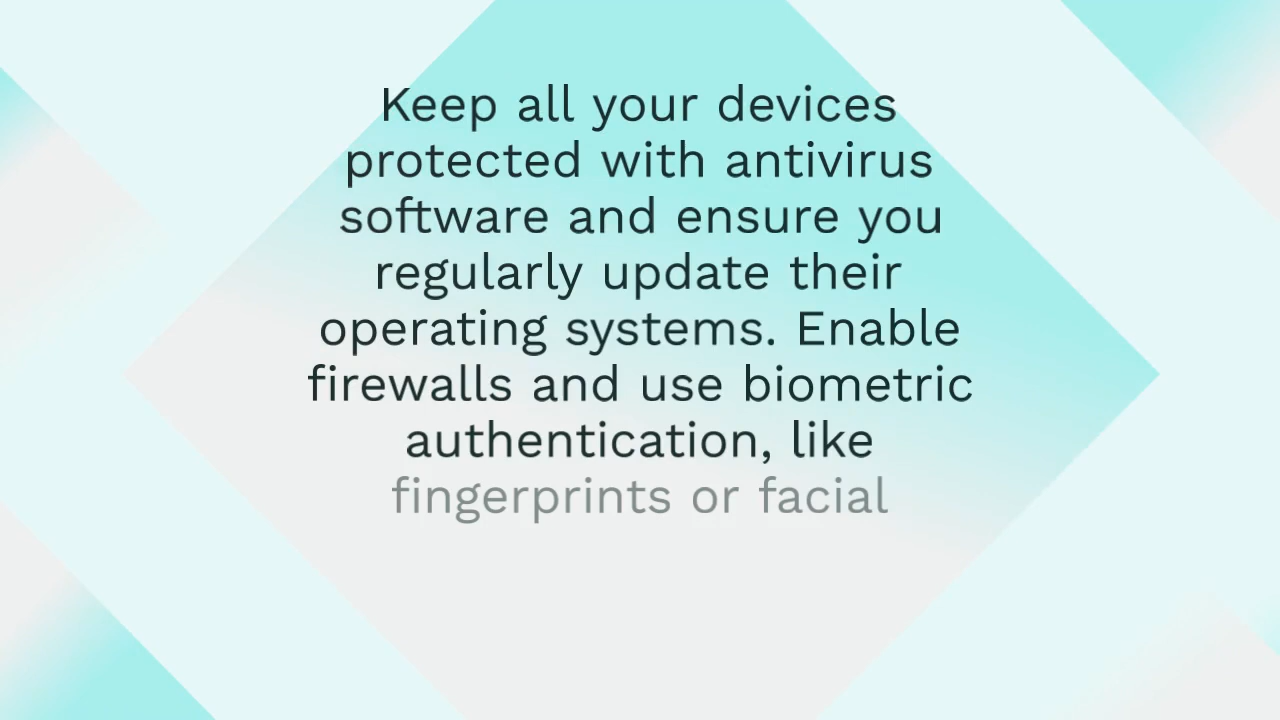 Keep all your devices
protected with antivirus
software and ensure you
regularly update their
operating systems. Enable
firewalls and use biometric
authentication, like
fingerprints or facial